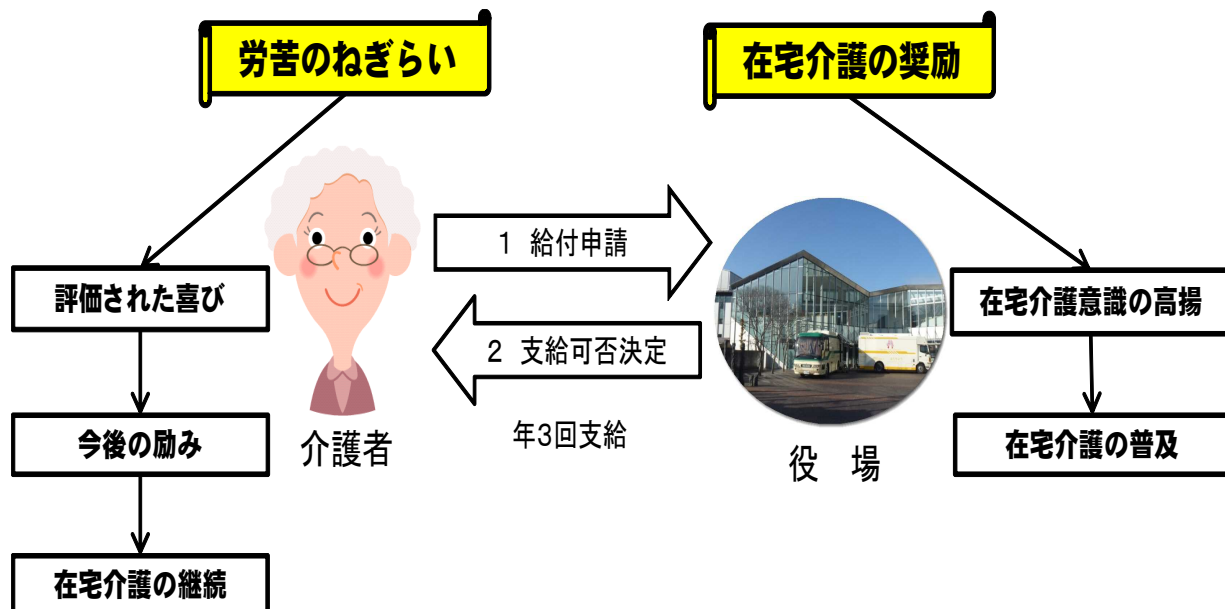 労苦のねぎらい
在宅介護の奨励
1 給付申請
評価された喜び
在宅介護意識の高揚
2 支給可否決定
今後の励み
介護者
年3回支給
役 場
在宅介護の普及
在宅介護の継続